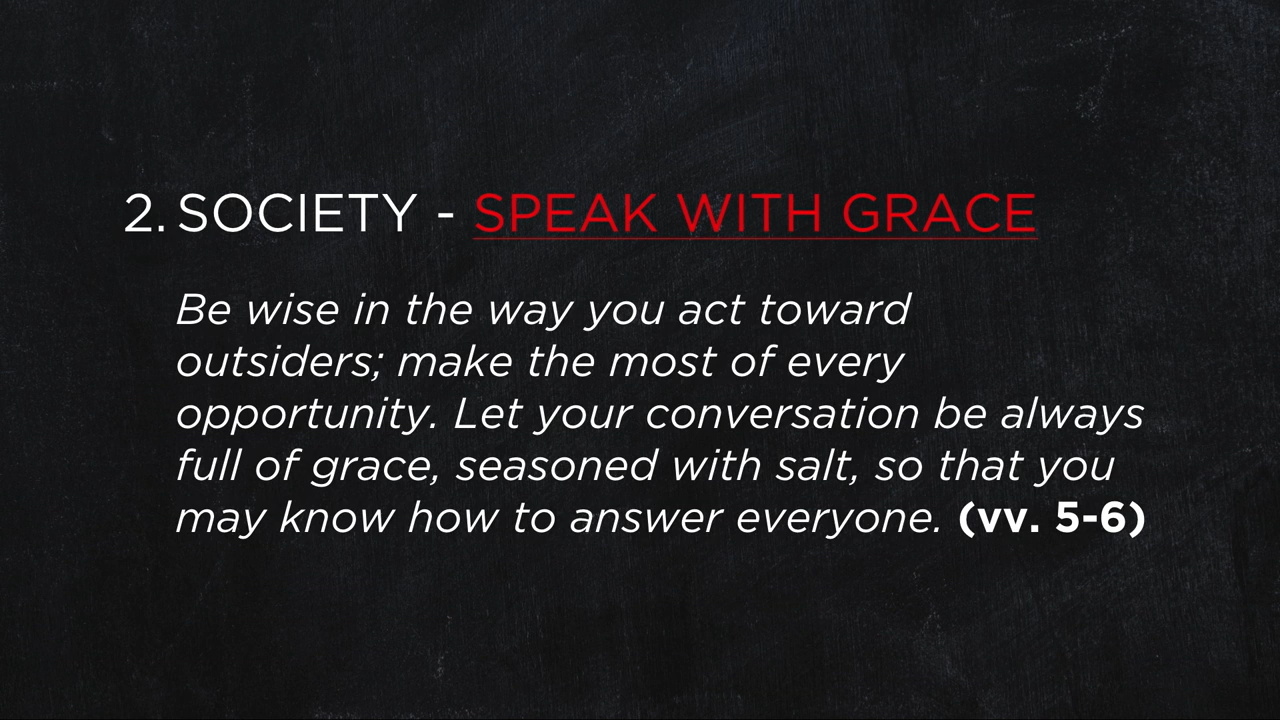 2. SOCIETY - SPEAK WITH GRACE
Be wise in the way you act toward
outsiders; make the most of every
opportunity. Let your conversation be always
full of grace, seasoned with salt, so that you
may know how to answer everyone. (vv. 5-6)